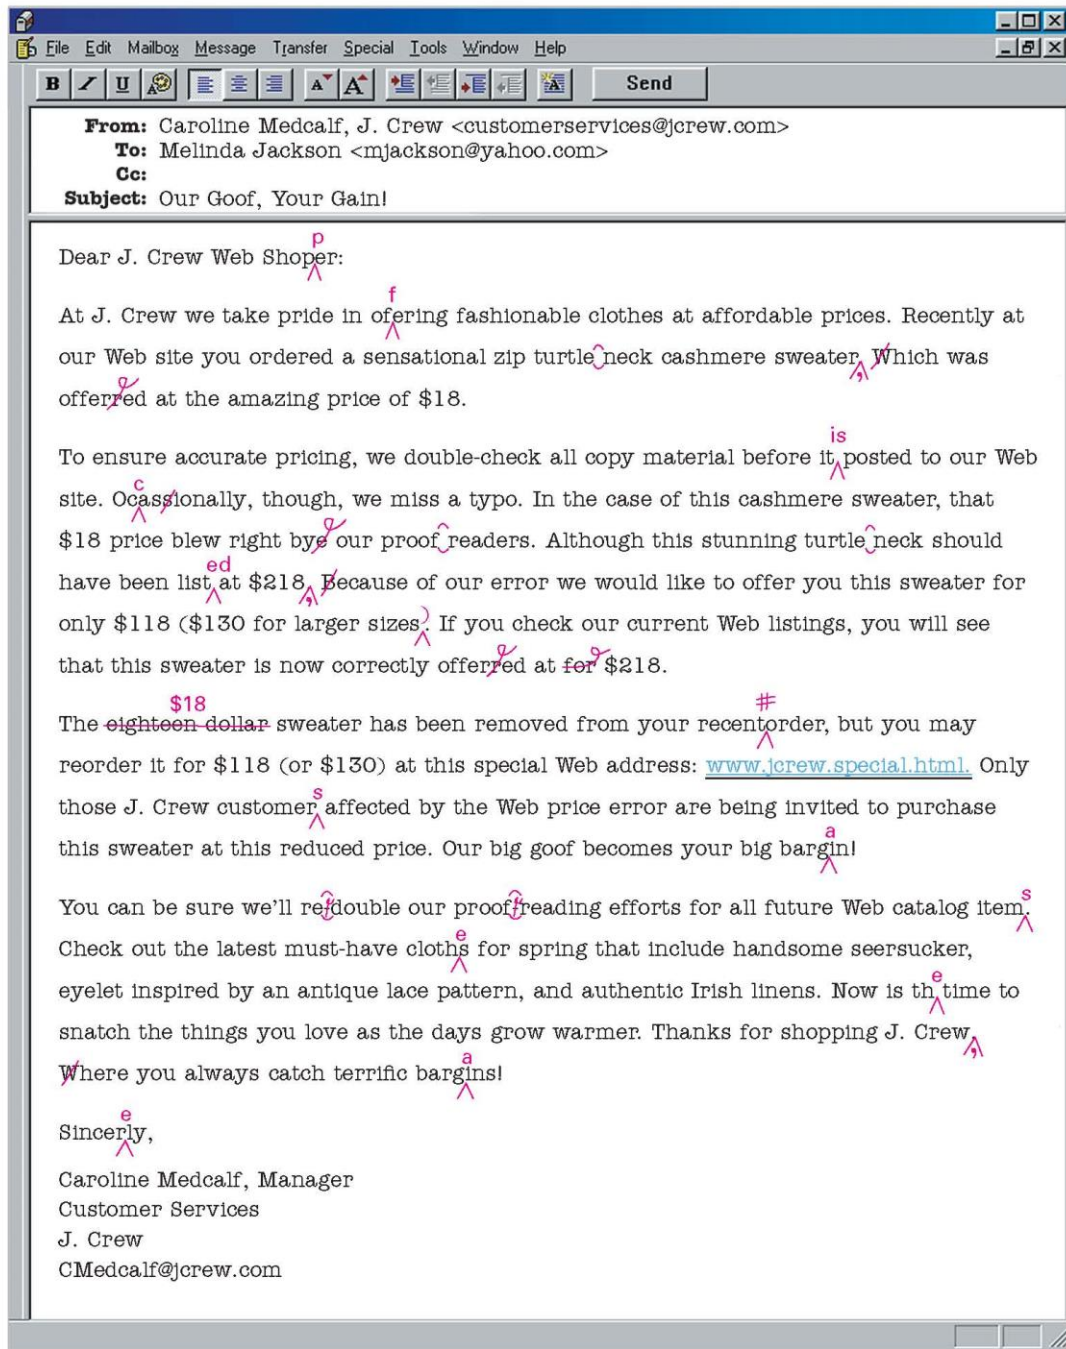 File Edit Mailbox Message Transfer Special Tools Window Help
B I U A A A A Send
From: Caroline Medcalf, J. Crew <customerservices@jcrew.com>
To: Melinda Jackson <mjackson@yahoo.com>
Cc:
Subject: Our Goof, Your Gain!
p
Dear J. Crew Web Shoper:
f
At J. Crew we take pride in ofering fashionable clothes at affordable prices. Recently at
our Web site you ordered a sensational zip turtle neck cashmere sweater, Which was
offerred at the amazing price of $18.
is
To ensure accurate pricing, we double-check all copy material before it posted to our Web
c
site. Ocassionally, though, we miss a typo. In the case of this cashmere sweater, that
$18 price blew right bye our proof readers. Although this stunning turtle neck should
ed
have been list at $218, Because of our error we would like to offer you this sweater for
only $118 ($130 for larger sizes). If you check our current Web listings, you will see
that this sweater is now correctly offerred at for $218.
$18 #
The eighteen dollar sweater has been removed from your recentorder, but you may
reorder it for $118 (or $130) at this special Web address: www.jcrew.special.html. Only
s
those J. Crew customer affected by the Web price error are being invited to purchase
a
this sweater at this reduced price. Our big goof becomes your big bargin!
s
You can be sure we'll re-double our proof-reading efforts for all future Web catalog item.
e
Check out the latest must-have cloths for spring that include handsome seersucker,
e
eyelet inspired by an antique lace pattern, and authentic Irish linens. Now is th time to
snatch the things you love as the days grow warmer. Thanks for shopping J. Crew,
a
Where you always catch terrific bargins!
e
Sincerly,
Caroline Medcalf, Manager
Customer Services
J. Crew
CMedcalf@jcrew.com